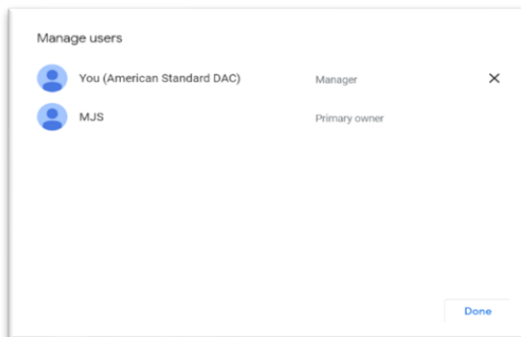 Manage users
You (American Standard DAC) Manager
MJS Primary owner
Done